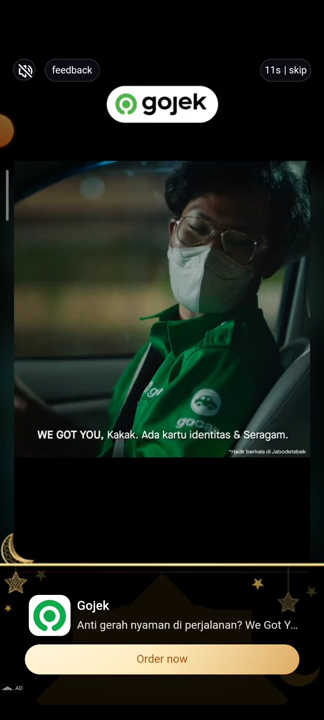 feedback
11s | skip
gojek
goca
WE GOT YOU, Kakak. Ada kartu identitas & Seragam.
*Hadir berkala di Jabodetabek
Gojek
Anti gerah nyaman di perjalanan? We Got Y...
Order now
AD